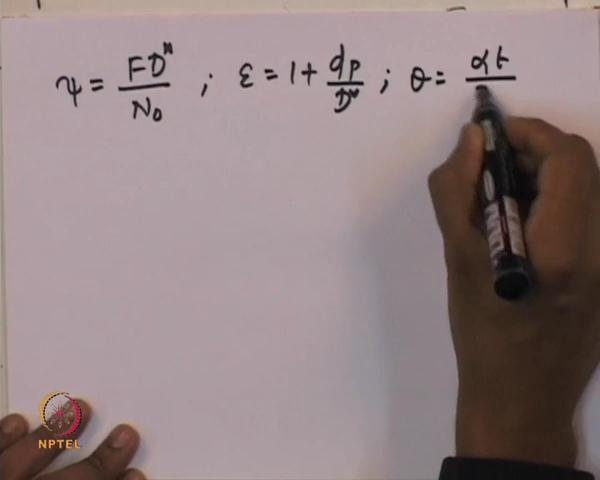 ψ = FD* / N₀ ; ε = 1 + dp / D* ; θ = αt /
NPTEL